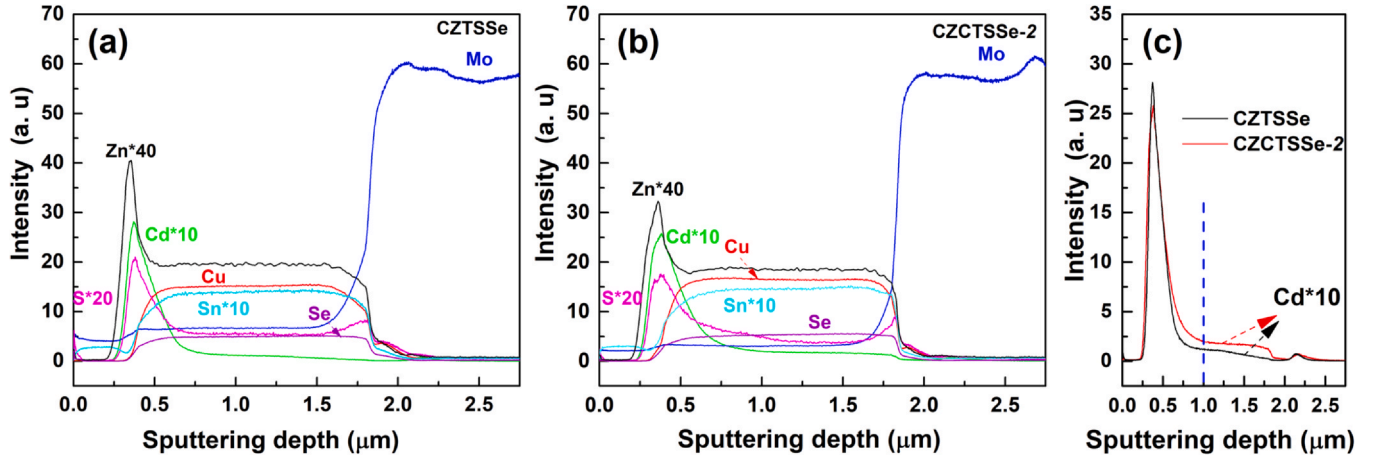 (a)
CZTSSe
Mo
Zn*40
Cd*10
S*20
Cu
Sn*10
Se
Intensity (a. u)
70
60
50
40
30
20
10
0
0.0 0.5 1.0 1.5 2.0 2.5
Sputtering depth (μm)
(b)
CZCTSSe-2
Mo
Zn*40
Cd*10
Cu
S*20
Sn*10
Se
Intensity (a. u)
70
60
50
40
30
20
10
0
0.0 0.5 1.0 1.5 2.0 2.5
Sputtering depth (μm)
(c)
CZTSSe
CZCTSSe-2
Cd*10
Intensity (a. u)
35
30
25
20
15
10
5
0
0.0 0.5 1.0 1.5 2.0 2.5
Sputtering depth (μm)